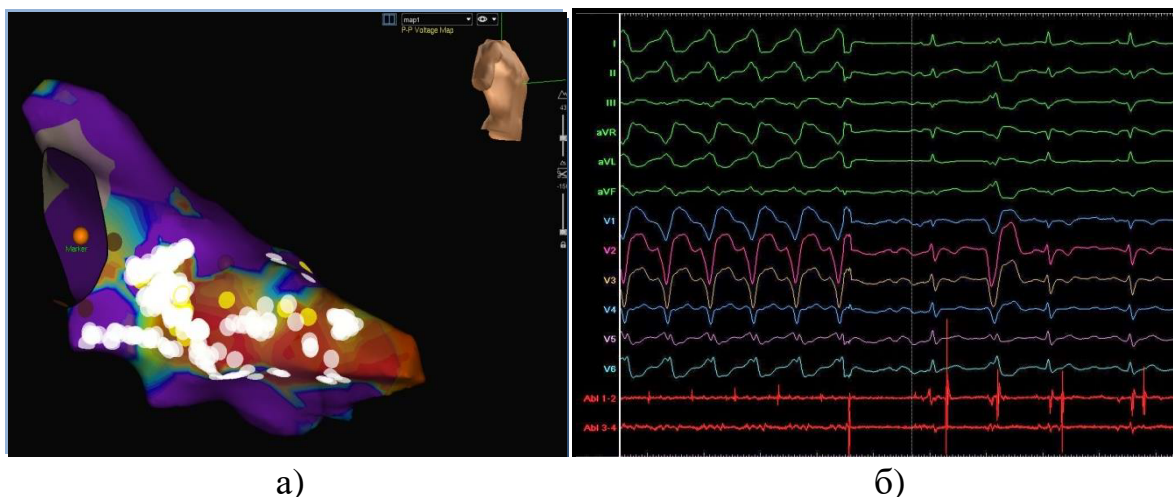 map1
P-P Voltage Map
Marker
I
II
III
aVR
aVL
aVF
V1
V2
V3
V4
V5
V6
Abl 1-2
Abl 3-4
а)
б)